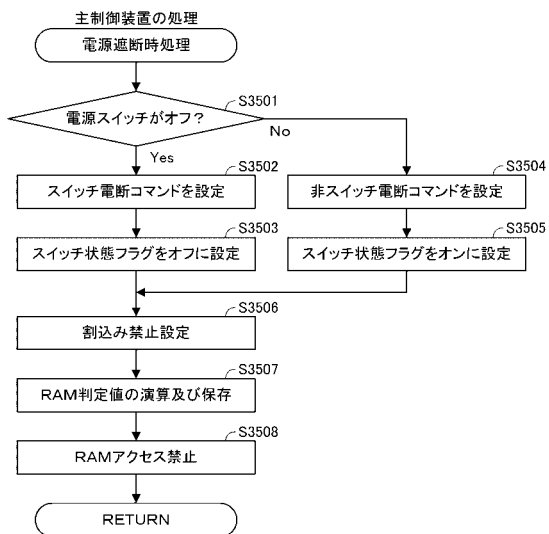 主制御装置の処理
電源遮断時処理
S3501
電源スイッチがオフ？
No
Yes
S3502
スイッチ電断コマンドを設定
S3504
非スイッチ電断コマンドを設定
S3503
スイッチ状態フラグをオフに設定
S3505
スイッチ状態フラグをオンに設定
S3506
割込み禁止設定
S3507
RAM判定値の演算及び保存
S3508
RAMアクセス禁止
RETURN